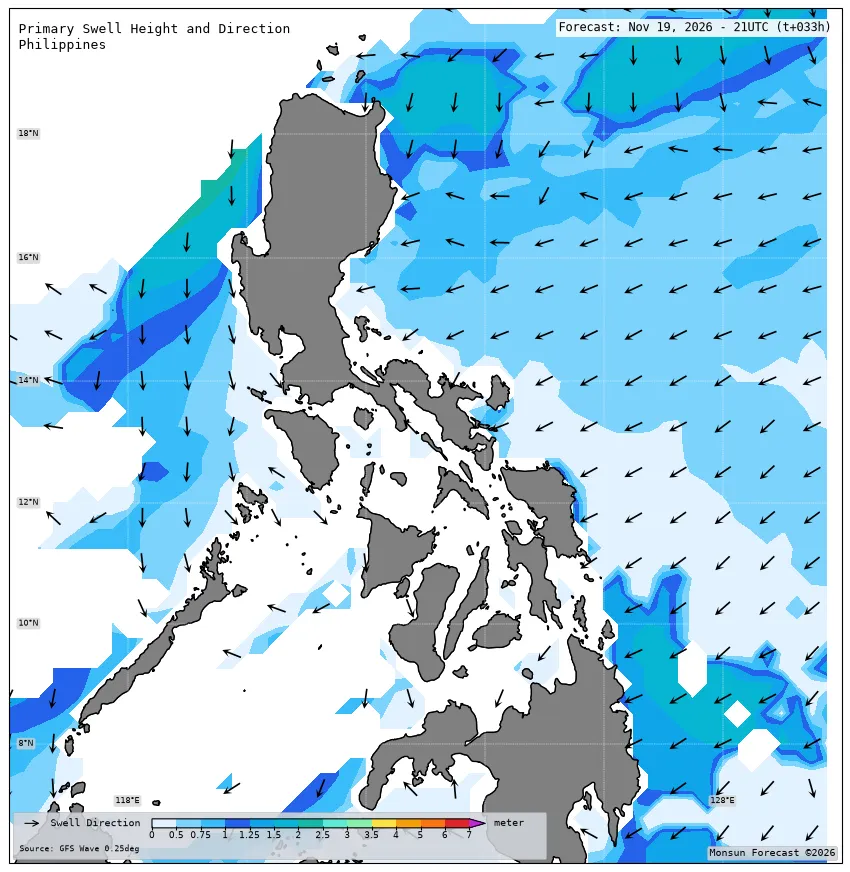 Primary Swell Height and Direction
Philippines
Forecast: Nov 19, 2026 - 21UTC (t+033h)
18°N
16°N
14°N
12°N
10°N
8°N
118°E
128°E
Swell Direction
0 0.5 0.75 1 1.25 1.5 2 2.5 3 3.5 4 5 6 7
meter
Source: GFS Wave 0.25deg
Monsun Forecast ©2026